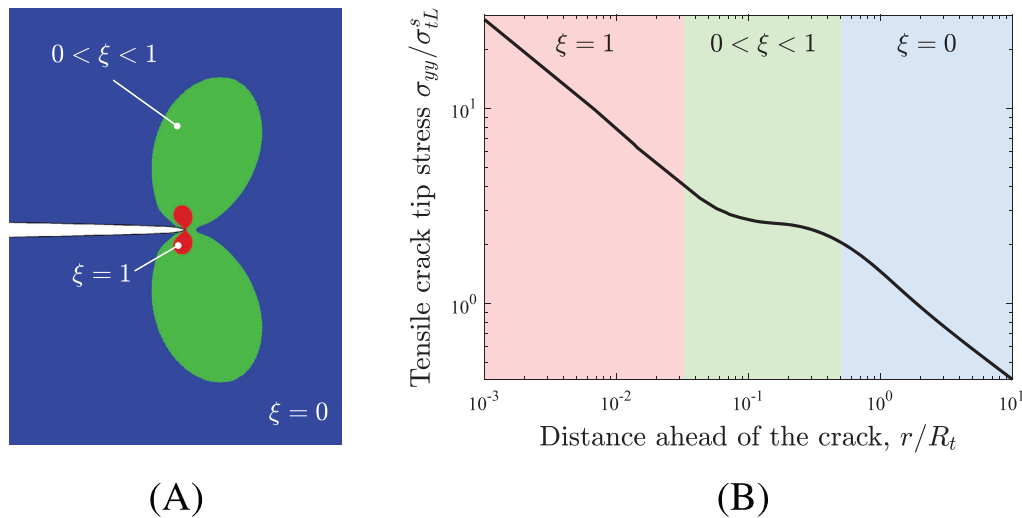 0 < ξ < 1
ξ = 1
ξ = 0
(A)
Tensile crack tip stress σ_yy/σ^s_tL
ξ = 1
0 < ξ < 1
ξ = 0
10^1
10^0
10^-3
10^-2
10^-1
10^0
10^1
Distance ahead of the crack, r/R_t
(B)